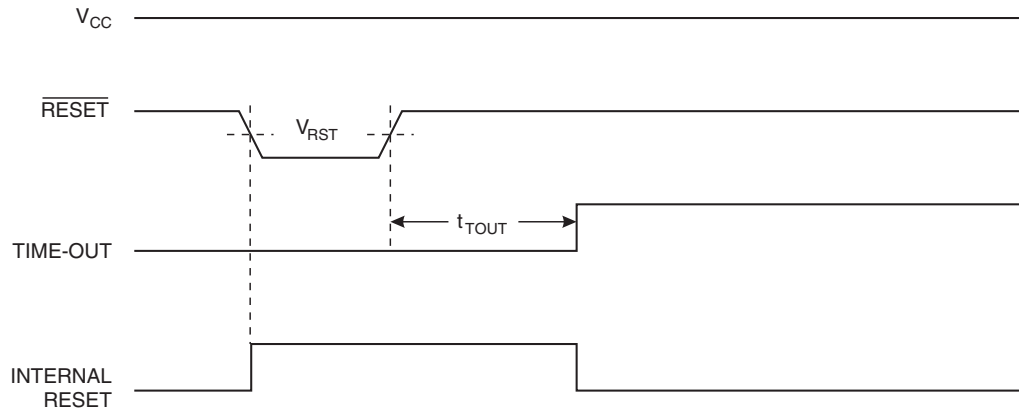 VCC
RESET
VRST
tTOUT
TIME-OUT
INTERNAL
RESET